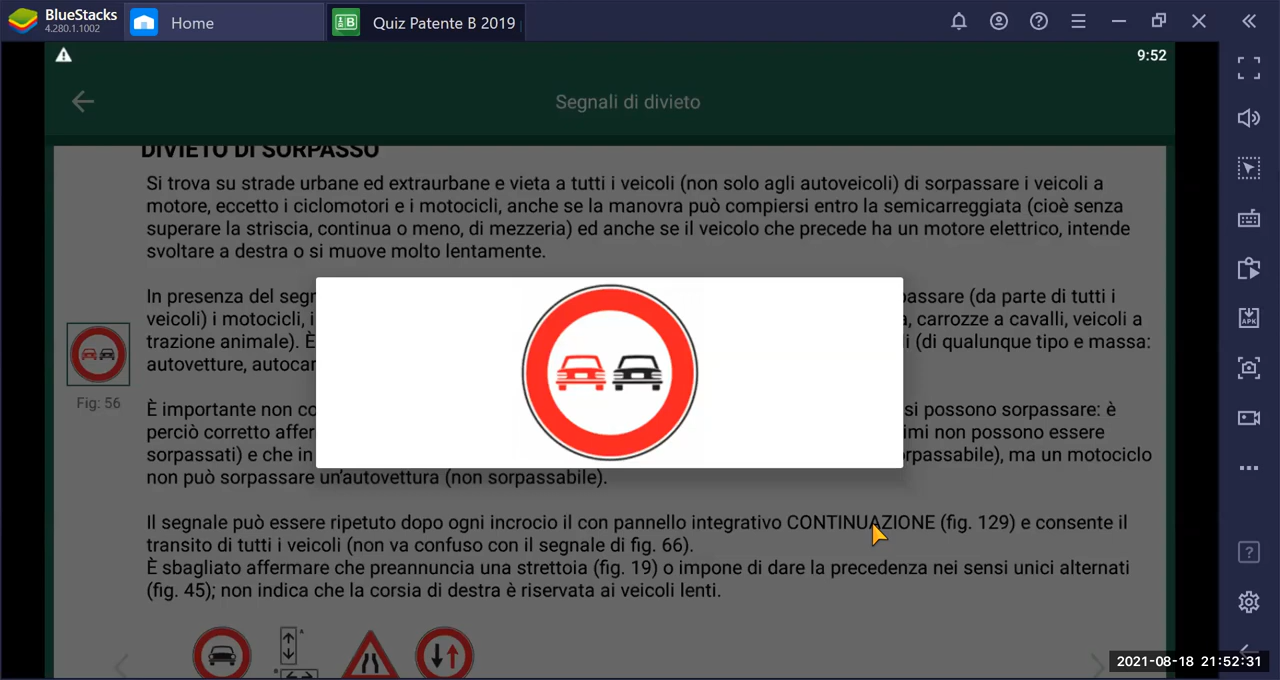 BlueStacks
4.280.1.1002
Home
Quiz Patente B 2019
9:52
Segnali di divieto
DIVIETO DI SORPASSO
Si trova su strade urbane ed extraurbane e vieta a tutti i veicoli (non solo agli autoveicoli) di sorpassare i veicoli a
motore, eccetto i ciclomotori e i motocicli, anche se la manovra può compiersi entro la semicarreggiata (cioè senza
superare la striscia, continua o meno, di mezzeria) ed anche se il veicolo che precede ha un motore elettrico, intende
svoltare a destra o si muove molto lentamente.
In presenza del segn passare (da parte di tutti i
veicoli) i motocicli, i a, carrozze a cavalli, veicoli a
trazione animale). È i (di qualunque tipo e massa:
autovetture, autocar
Fig: 56
È importante non co si possono sorpassare: è
perciò corretto affer imi non possono essere
sorpassati) e che in rpassabile), ma un motociclo
non può sorpassare un'autovettura (non sorpassabile).
Il segnale può essere ripetuto dopo ogni incrocio il con pannello integrativo CONTINUAZIONE (fig. 129) e consente il
transito di tutti i veicoli (non va confuso con il segnale di fig. 66).
È sbagliato affermare che preannuncia una strettoia (fig. 19) o impone di dare la precedenza nei sensi unici alternati
(fig. 45); non indica che la corsia di destra è riservata ai veicoli lenti.
2021-08-18 21:52:31